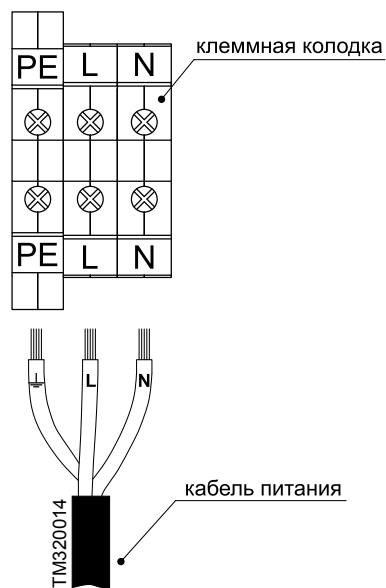 клеммная колодка
PE L N
PE L N
L N
кабель питания
TM320014